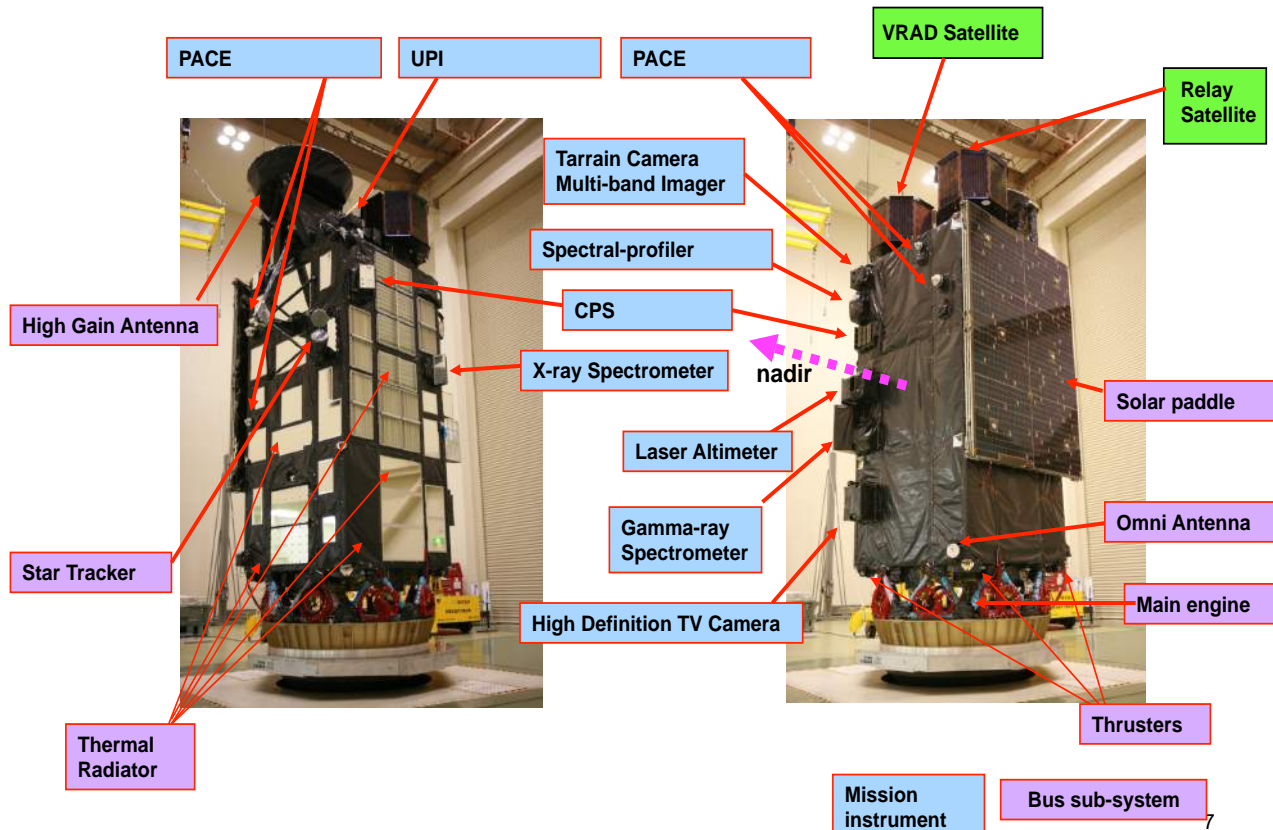 VRAD Satellite
PACE
UPI
PACE
Relay
Satellite
Tarrain Camera
Multi-band Imager
Spectral-profiler
High Gain Antenna
CPS
X-ray Spectrometer
nadir
Solar paddle
Laser Altimeter
Gamma-ray
Spectrometer
Omni Antenna
Star Tracker
Main engine
High Definition TV Camera
Thrusters
Thermal
Radiator
Mission
instrument
Bus sub-system
7